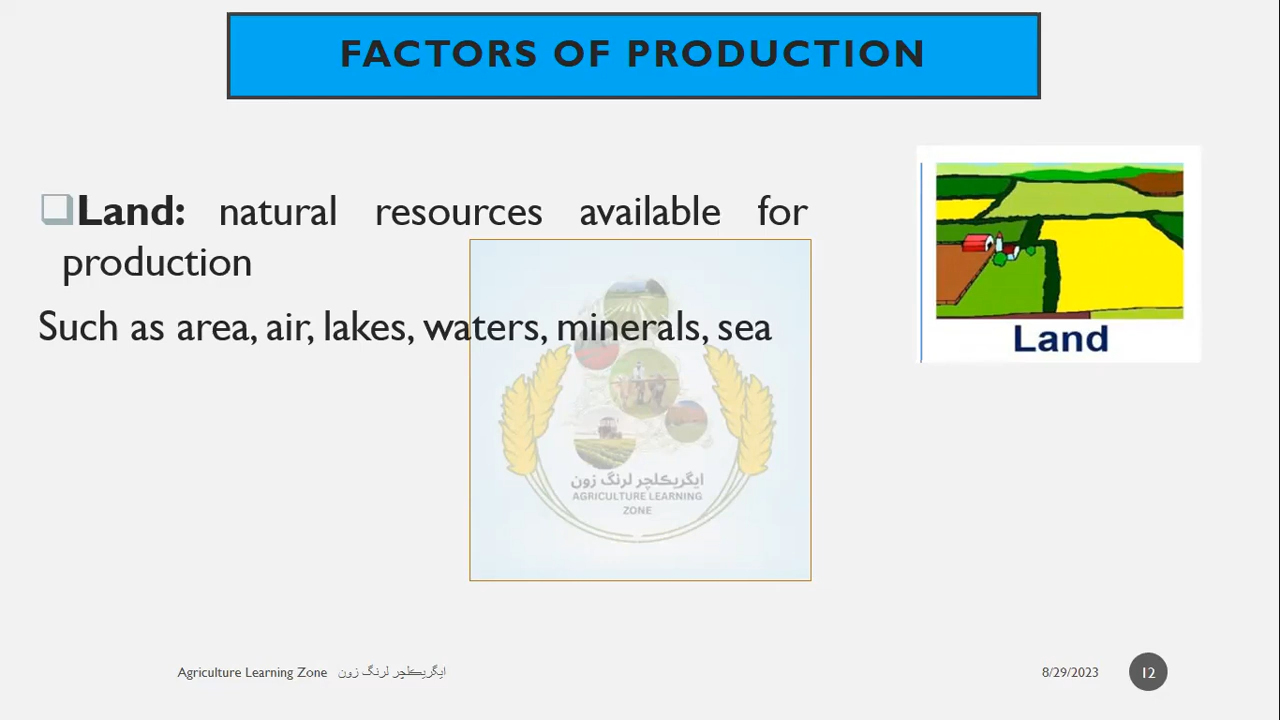 FACTORS OF PRODUCTION
Land: natural resources available for
production
Such as area, air, lakes, waters, minerals, sea
Land
ایگریکلچر لرنگ زون
AGRICULTURE LEARNING
ZONE
Agriculture Learning Zone ایگریکلچر لرنگ زون
8/29/2023
12